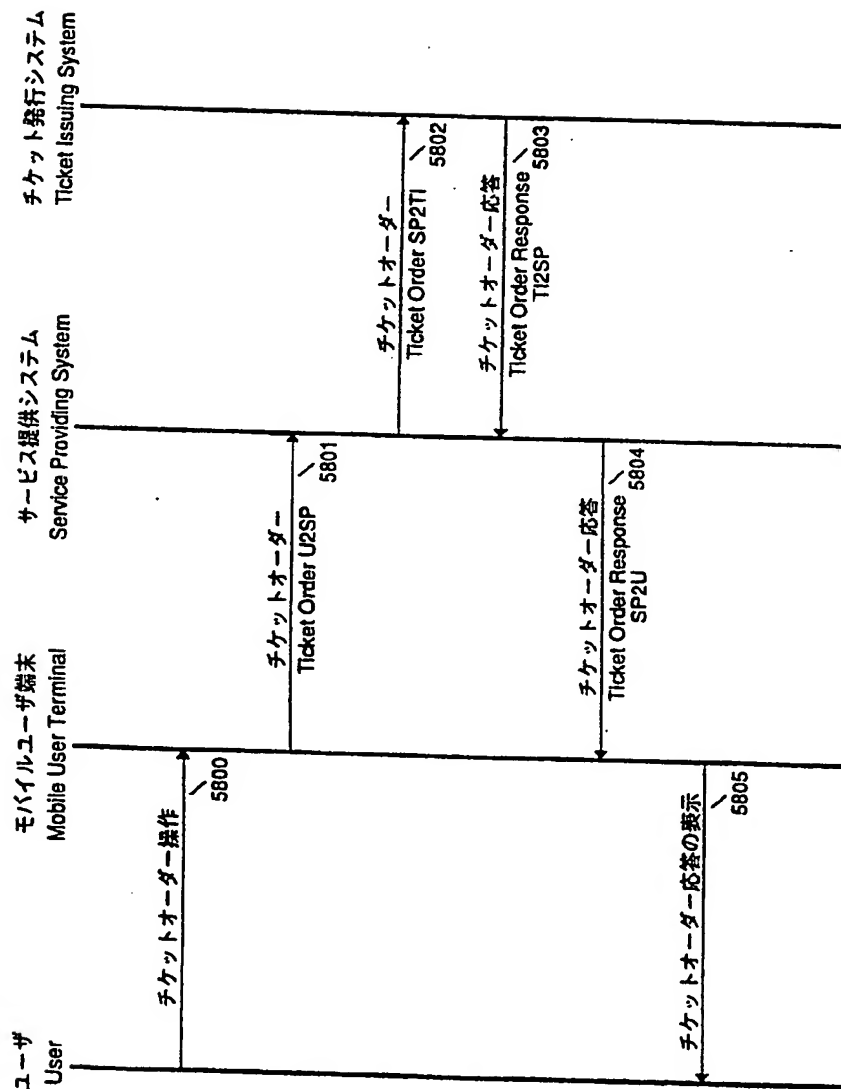 ユーザ
User
モバイルユーザ端末
Mobile User Terminal
サービス提供システム
Service Providing System
チケット発行システム
Ticket Issuing System
チケットオーダー操作
5800
チケットオーダー
Ticket Order U2SP
5801
チケットオーダー
Ticket Order SP2TI
5802
チケットオーダー応答
Ticket Order Response
TI2SP
5803
チケットオーダー応答
Ticket Order Response
SP2U
5804
チケットオーダー応答の表示
5805